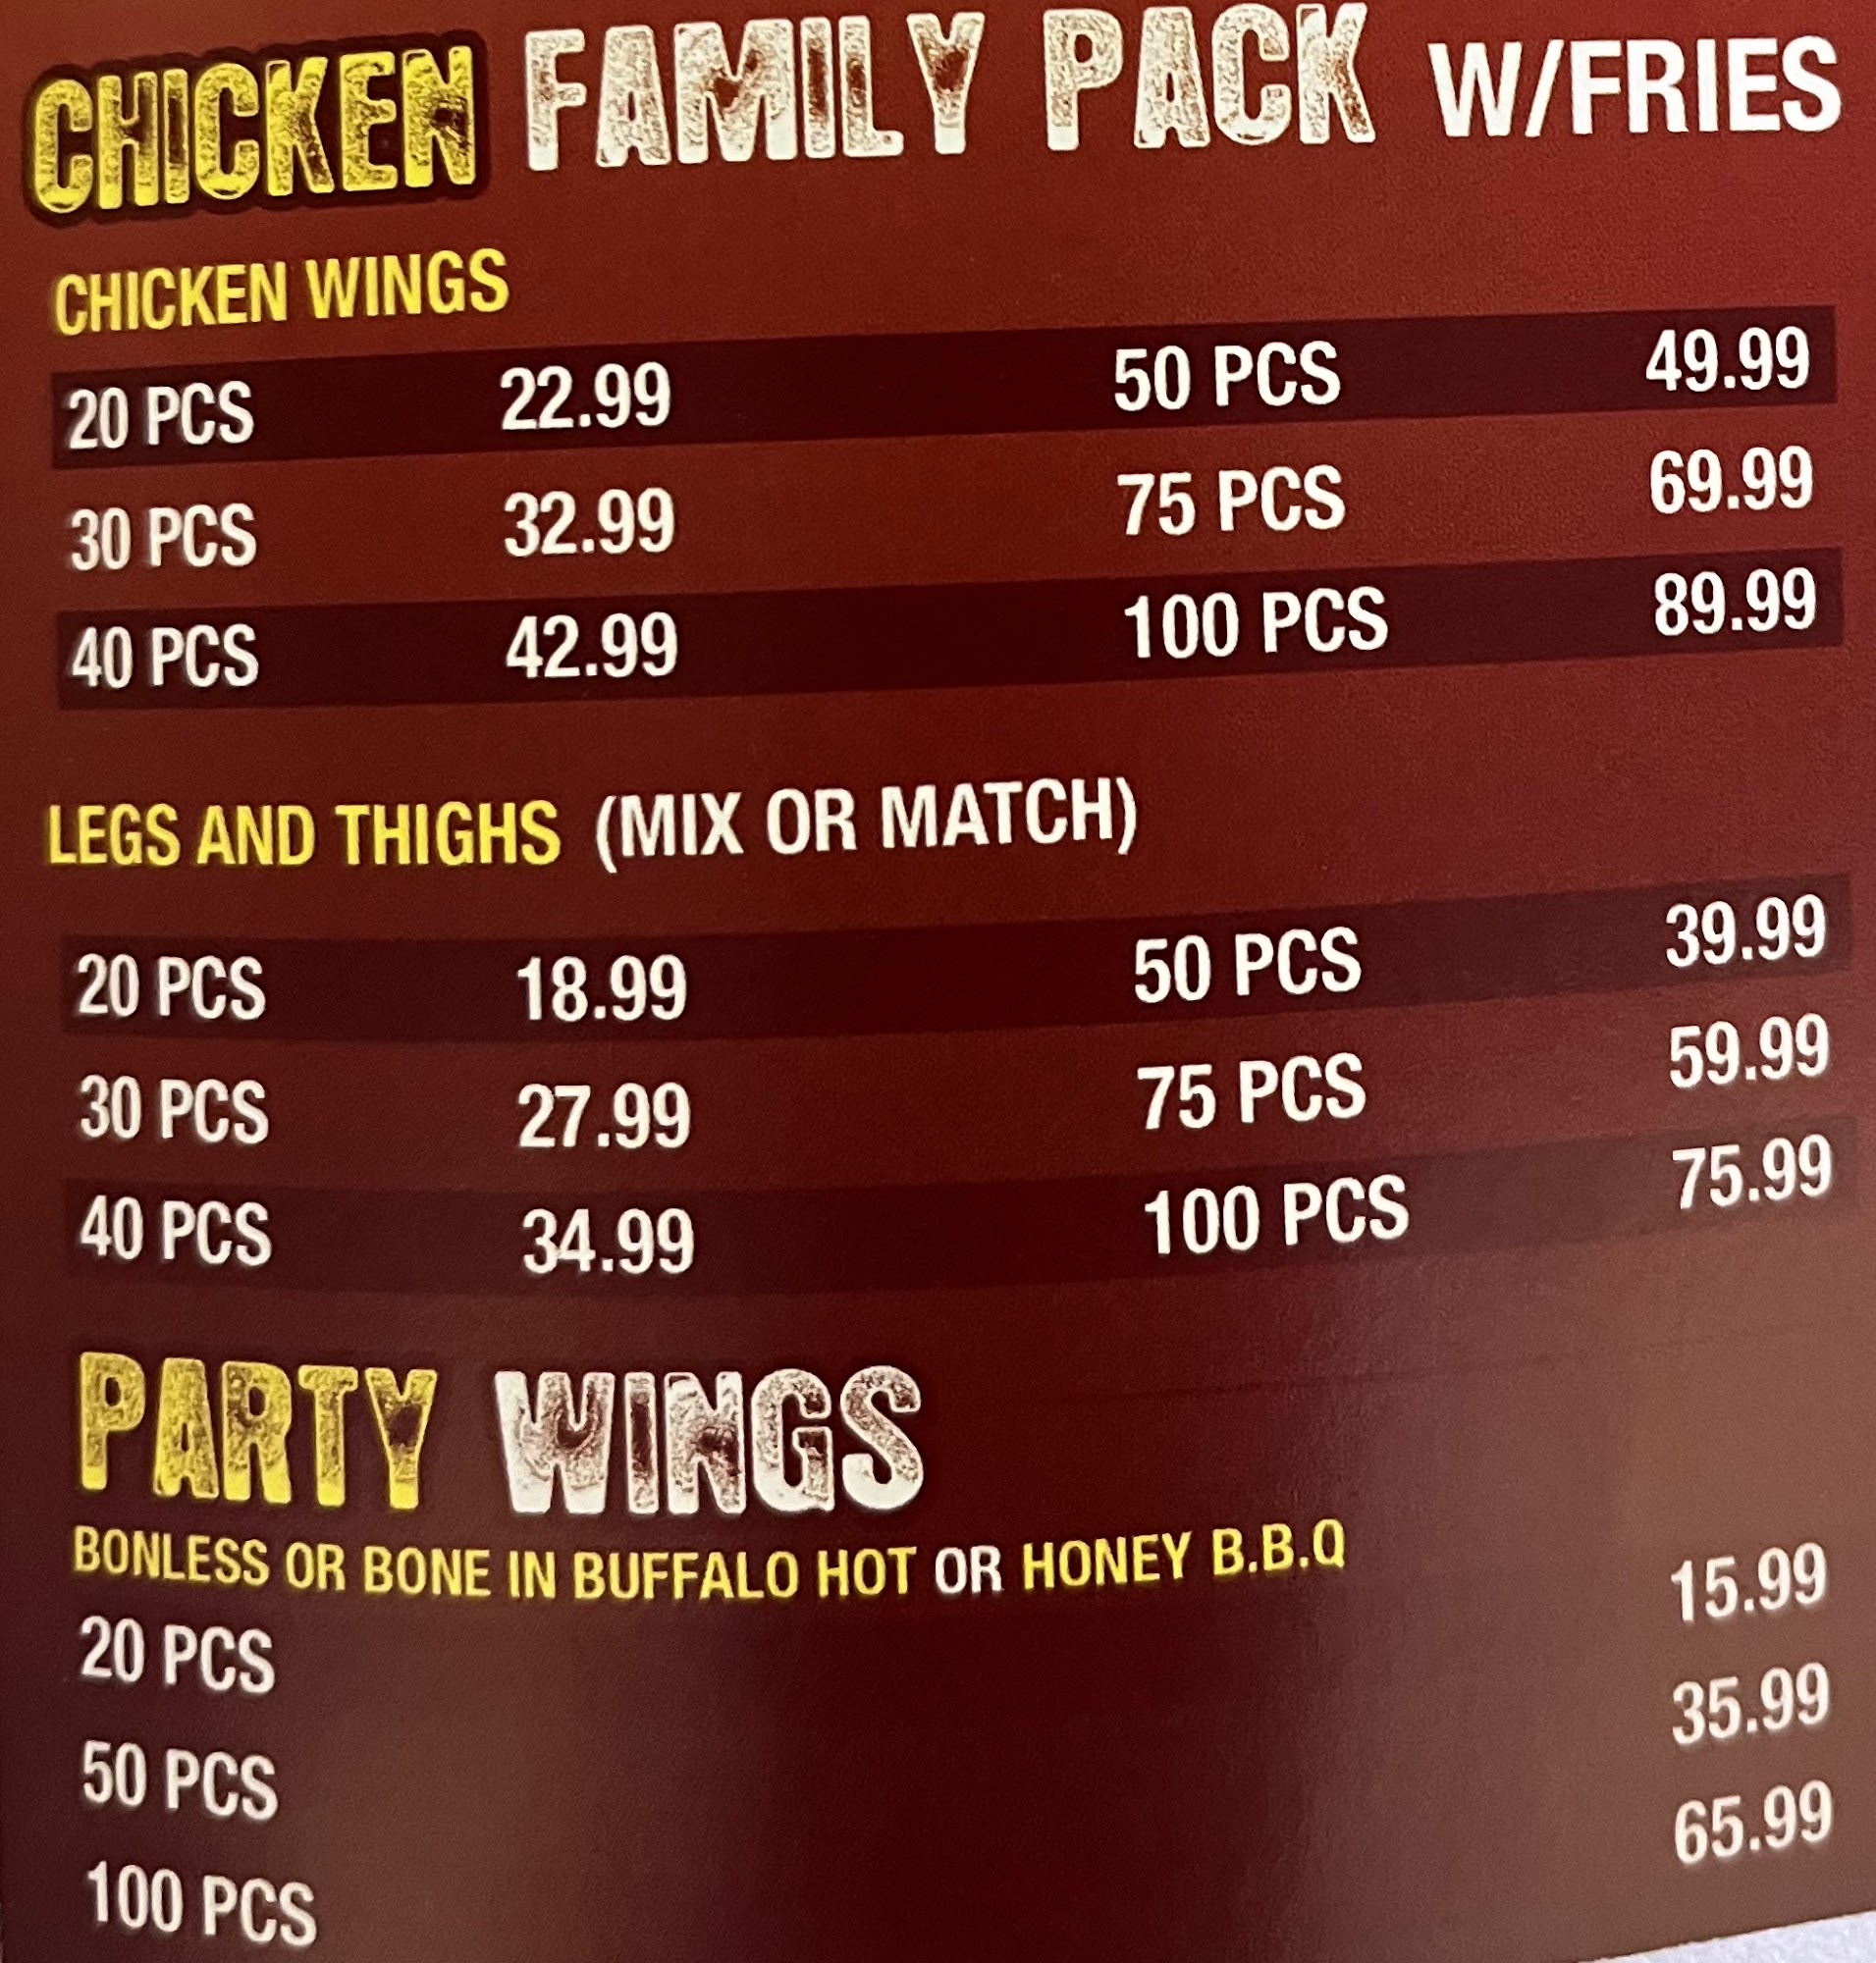 CHICKEN FAMILY PACK W/FRIES
CHICKEN WINGS
20 PCS 22.99 50 PCS 49.99
30 PCS 32.99 75 PCS 69.99
40 PCS 42.99 100 PCS 89.99
LEGS AND THIGHS (MIX OR MATCH)
20 PCS 18.99 50 PCS 39.99
30 PCS 27.99 75 PCS 59.99
40 PCS 34.99 100 PCS 75.99
PARTY WINGS
BONLESS OR BONE IN BUFFALO HOT OR HONEY B.B.Q
20 PCS 15.99
50 PCS 35.99
100 PCS 65.99